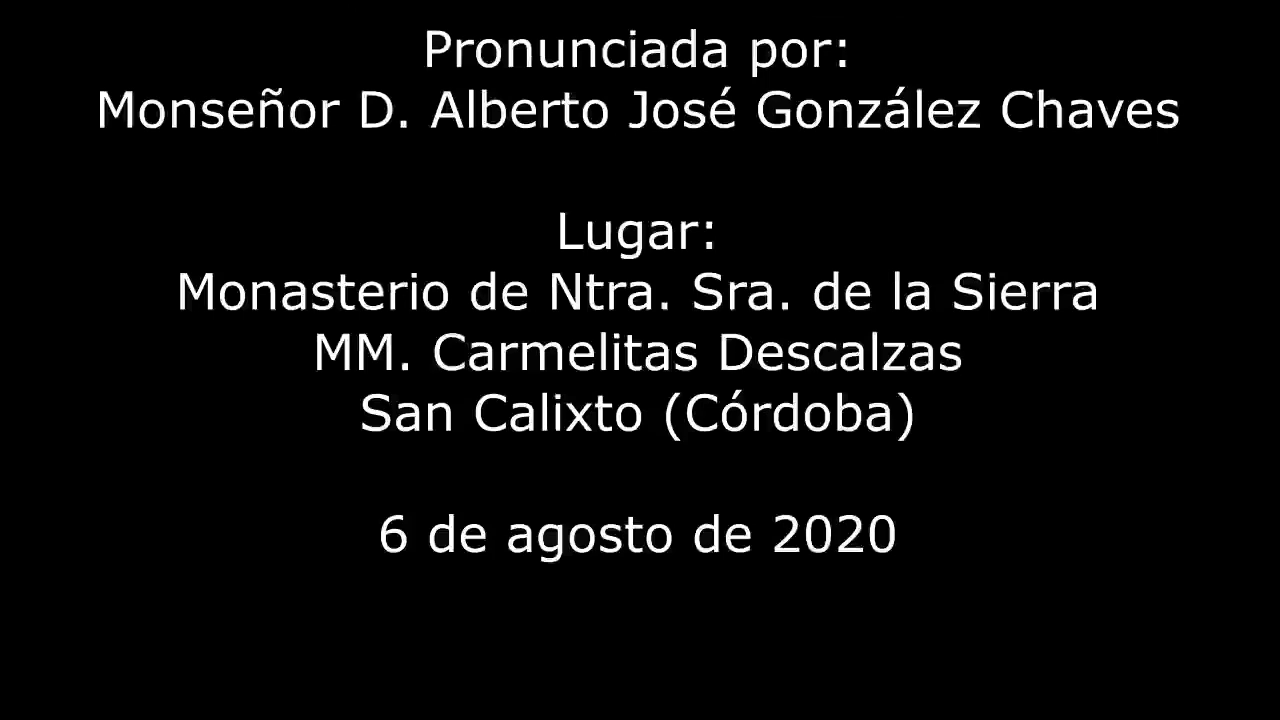 Pronunciada por:
Monseñor D. Alberto José González Chaves
Lugar:
Monasterio de Ntra. Sra. de la Sierra
MM. Carmelitas Descalzas
San Calixto (Córdoba)
6 de agosto de 2020